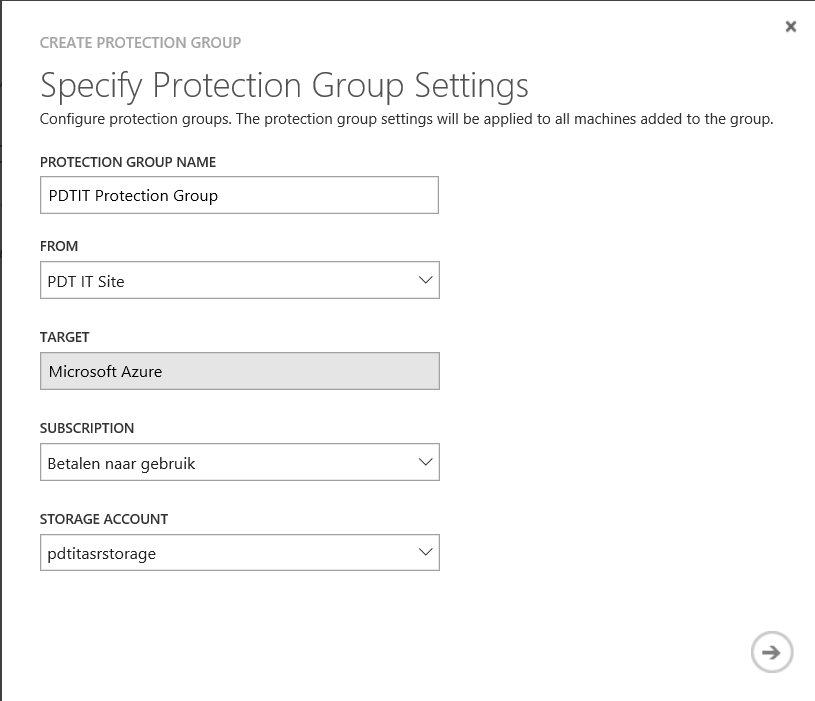 CREATE PROTECTION GROUP
Specify Protection Group Settings
Configure protection groups. The protection group settings will be applied to all machines added to the group.
PROTECTION GROUP NAME
PDTIT Protection Group
FROM
PDT IT Site
TARGET
Microsoft Azure
SUBSCRIPTION
Betalen naar gebruik
STORAGE ACCOUNT
pdtitasrstorage